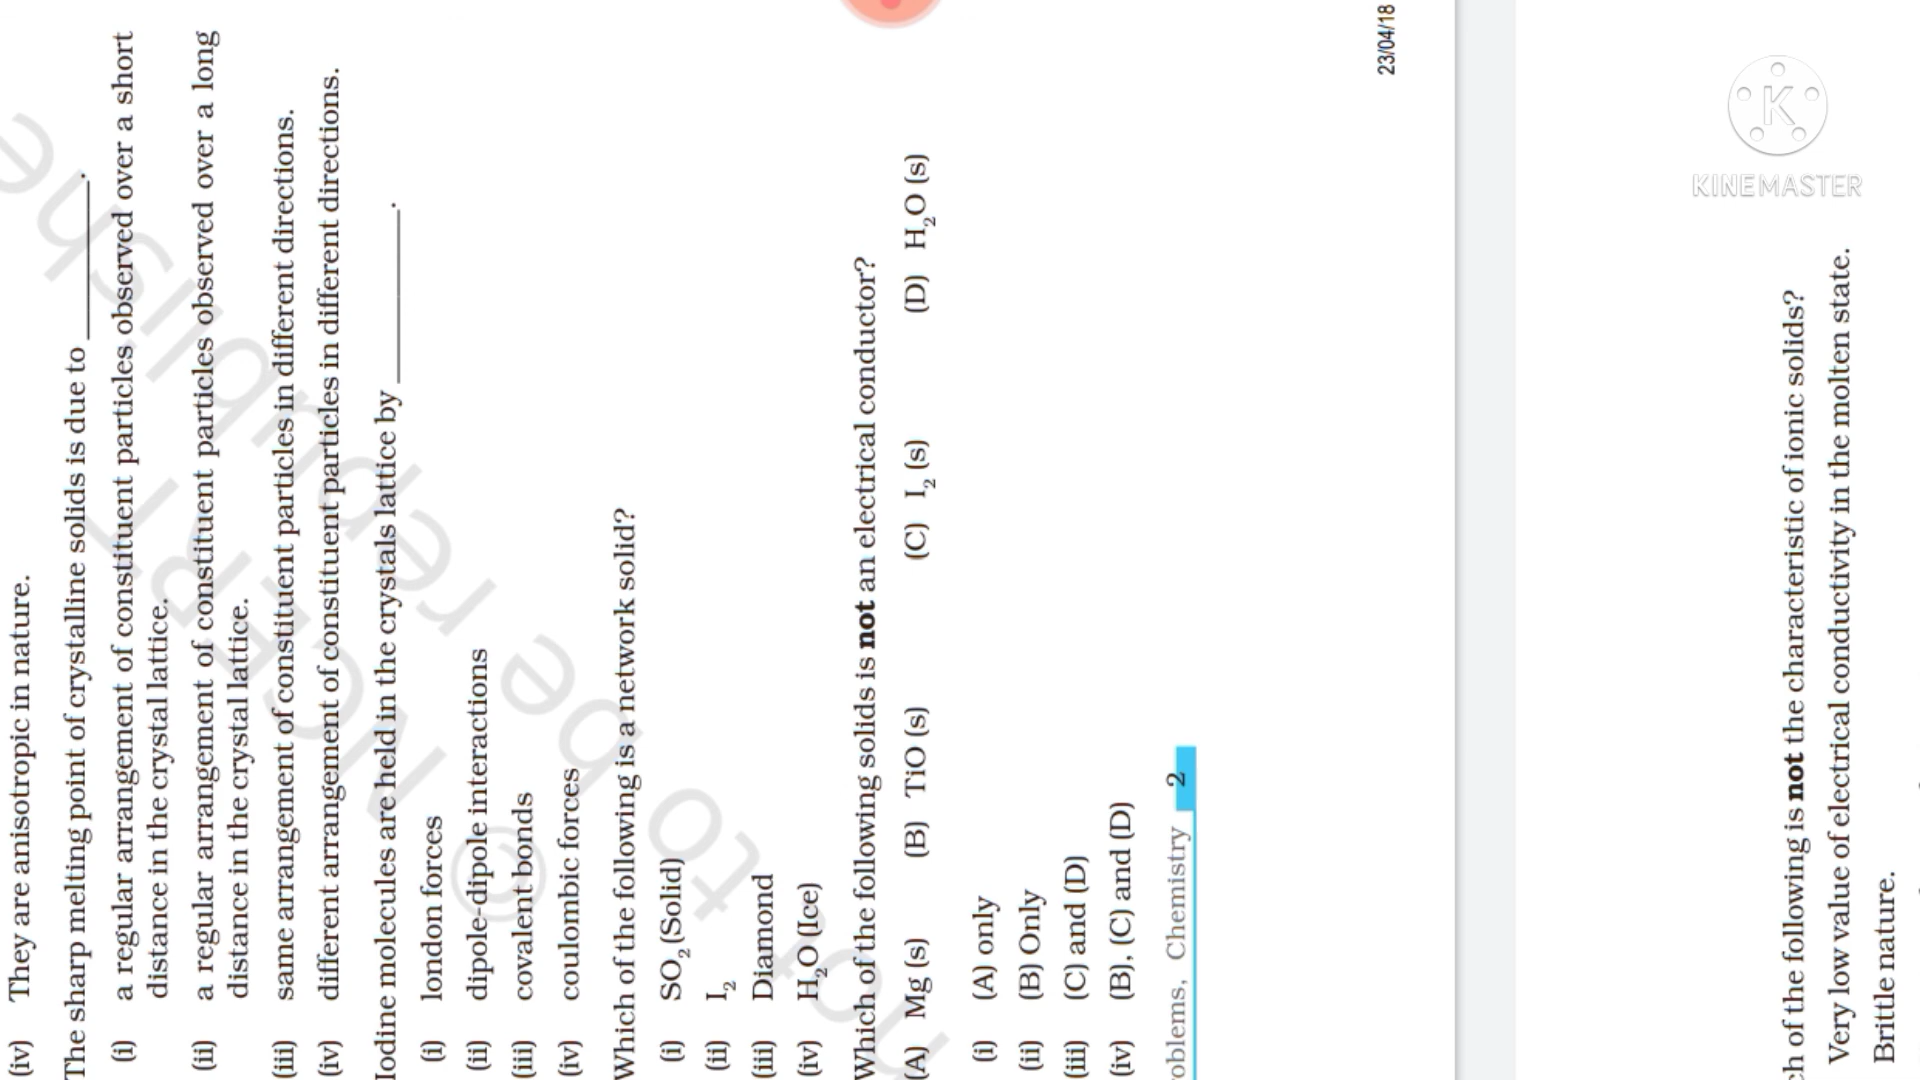 (iv) They are anisotropic in nature.
The sharp melting point of crystalline solids is due to ________.
(i) a regular arrangement of constituent particles observed over a short
distance in the crystal lattice.
(ii) a regular arrangement of constituent particles observed over a long
distance in the crystal lattice.
(iii) same arrangement of constituent particles in different directions.
(iv) different arrangement of constituent particles in different directions.
Iodine molecules are held in the crystals lattice by ________.
(i) london forces
(ii) dipole-dipole interactions
(iii) covalent bonds
(iv) coulombic forces
Which of the following is a network solid?
(i) SO₂ (Solid)
(ii) I₂
(iii) Diamond
(iv) H₂O (Ice)
Which of the following solids is not an electrical conductor?
(A) Mg (s) (B) TiO (s) (C) I₂ (s) (D) H₂O (s)
(i) (A) only
(ii) (B) Only
(iii) (C) and (D)
(iv) (B), (C) and (D)
oblems, Chemistry 2
23/04/18
© NCERT
not to be republishe
ch of the following is not the characteristic of ionic solids?
Very low value of electrical conductivity in the molten state.
Brittle nature.
K
KINEMASTER